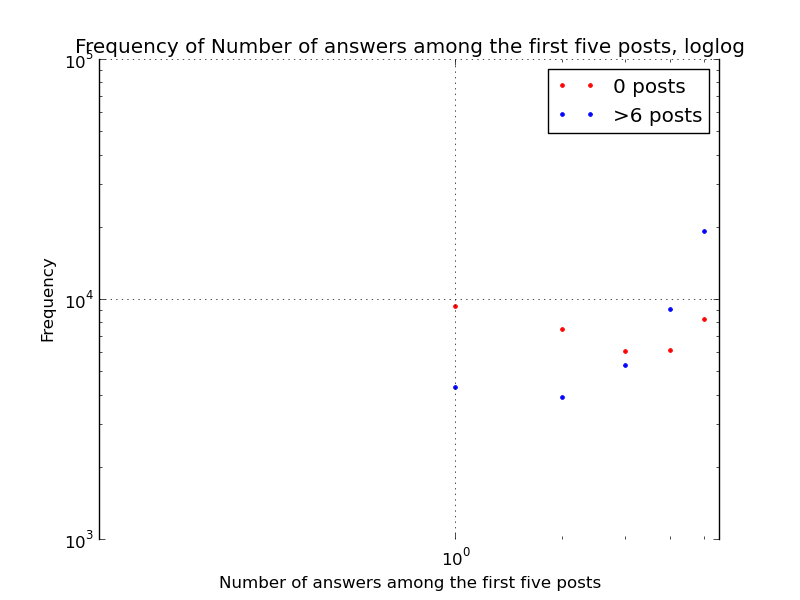 Frequency of Number of answers among the first five posts, loglog
10^5
0 posts
>6 posts
10^4
Frequency
10^3
10^0
Number of answers among the first five posts